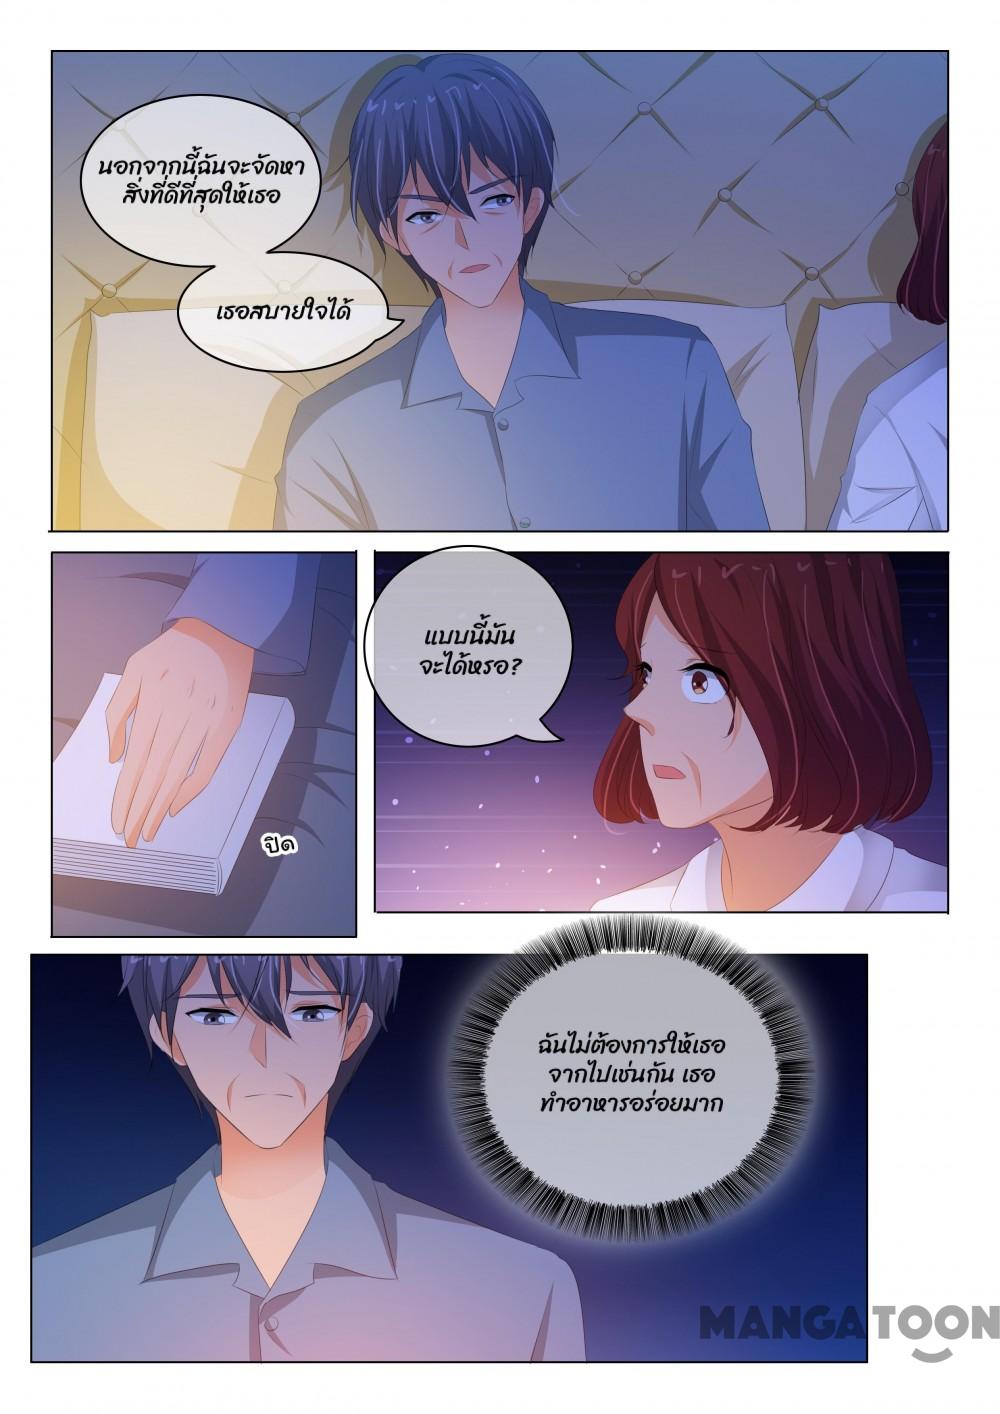 นอกจากนี้ฉันจะจัดหา
สิ่งที่ดีที่สุดให้เธอ
เธอสบายใจได้
ปิด
แบบนี้มัน
จะได้หรอ?
ฉันไม่ต้องการให้เธอ
จากไปเช่นกัน เธอ
ทำอาหารอร่อยมาก
MANGATOON